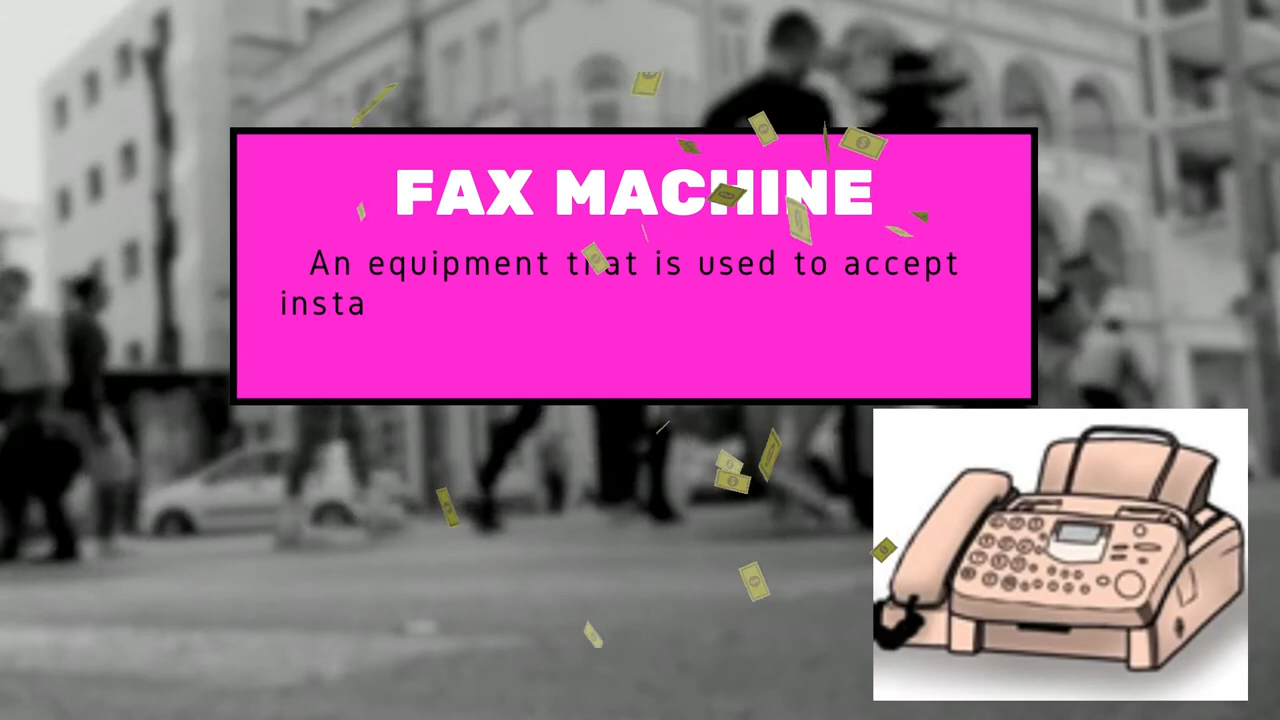 FAX MACHINE
An equipment that is used to accept
insta